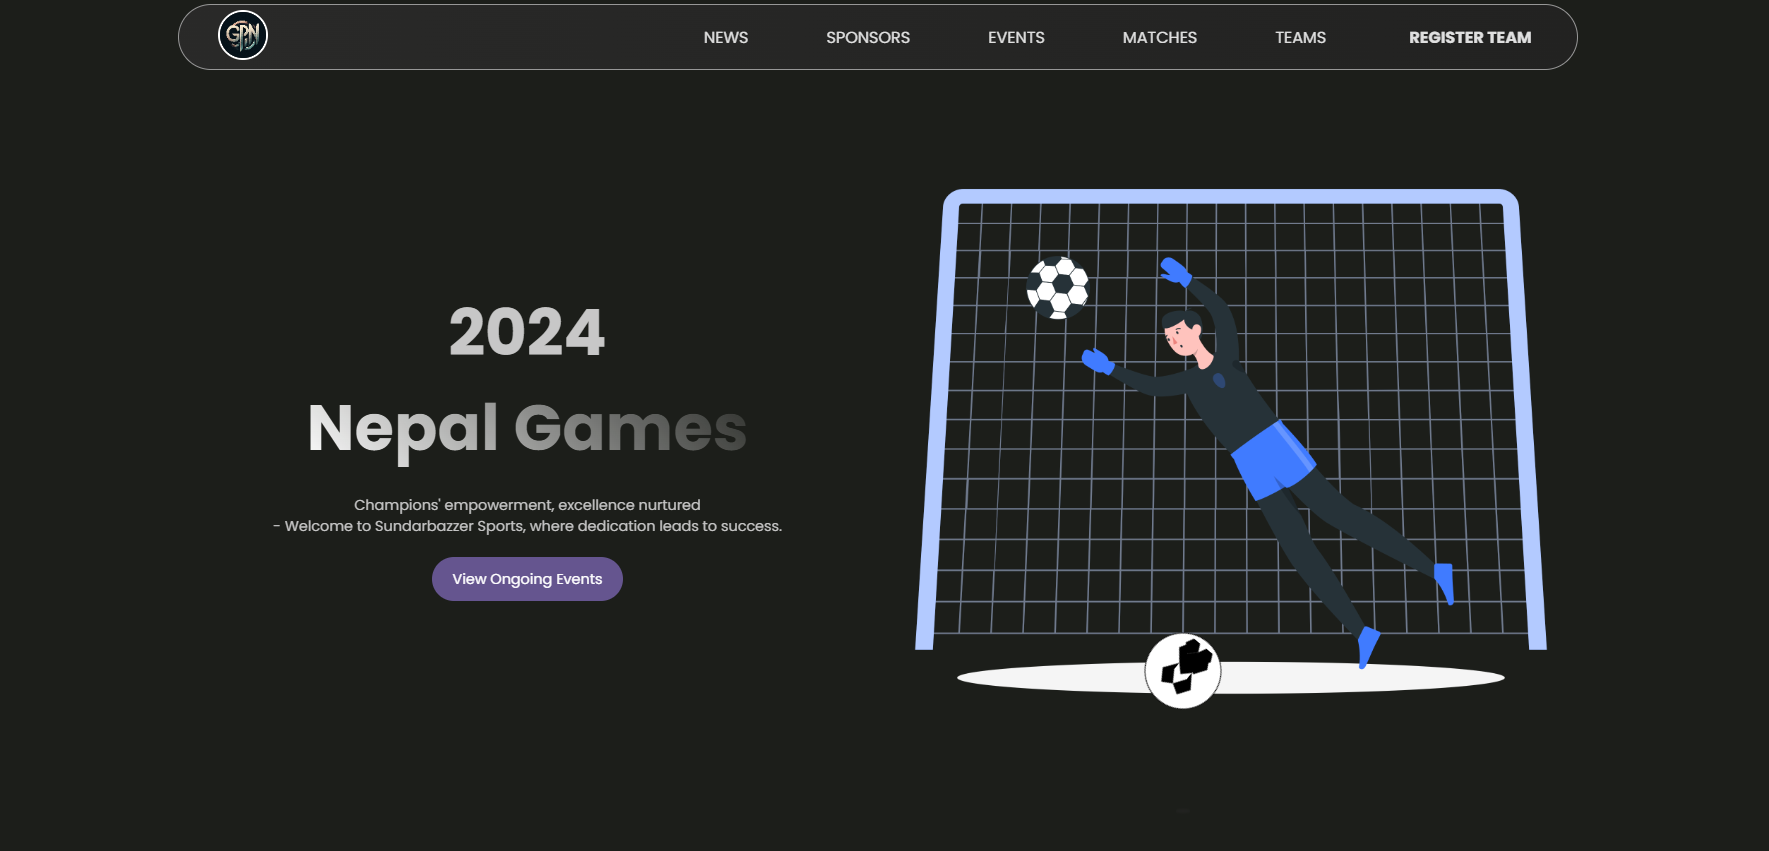 GPN
NEWS
SPONSORS
EVENTS
MATCHES
TEAMS
REGISTER TEAM
2024
Nepal Games
Champions' empowerment, excellence nurtured
- Welcome to Sundarbazzer Sports, where dedication leads to success.
View Ongoing Events